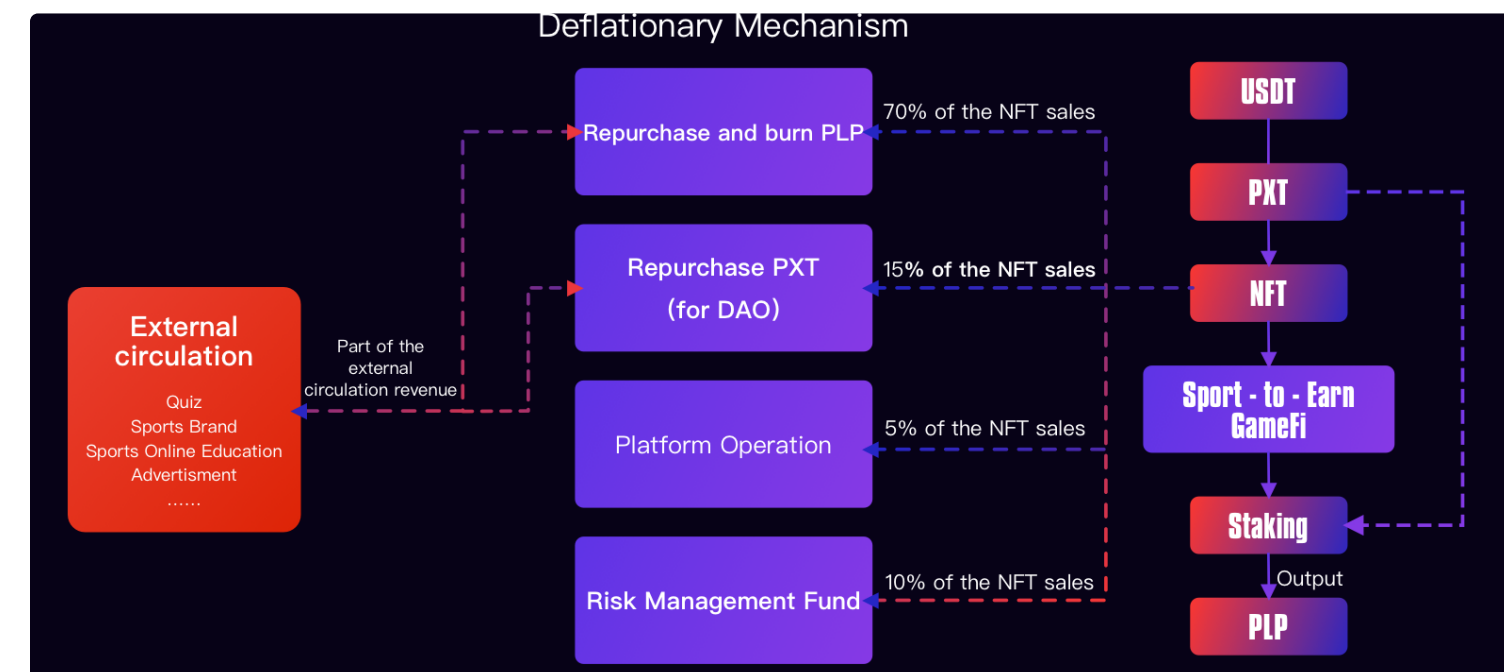 Deflationary Mechanism
Repurchase and burn PLP
70% of the NFT sales
USDT
PXT
Repurchase PXT
(for DAO)
15% of the NFT sales
NFT
External
circulation
Quiz
Sports Brand
Sports Online Education
Advertisment
......
Part of the
external
circulation revenue
Platform Operation
5% of the NFT sales
Sport - to - Earn
GameFi
Staking
Risk Management Fund
10% of the NFT sales
Output
PLP